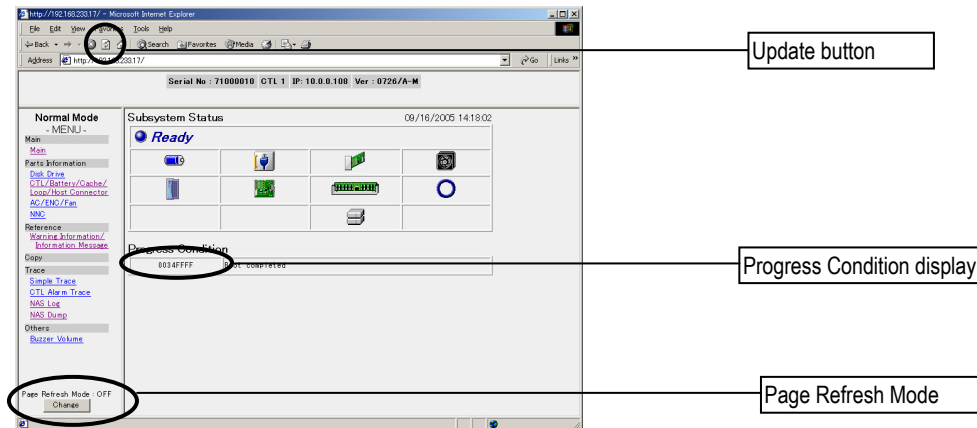 http://192.168.233.17/ - Microsoft Internet Explorer
File Edit View Favorites Tools Help
Back Search Favorites Media
Address http://192.168.233.17/ Go Links »
Serial No : 71000010 CTL 1 IP: 10.0.0.108 Ver : 0726/A-M
Update button
Normal Mode
- MENU -
Main
Main
Parts Information
Disk Drive
CTL/Battery/Cache/
Loop/Host Connector
AC/ENC/Fan
NNC
Reference
Warning Information/
Information Message
Copy
Trace
Simple Trace
CTL Alarm Trace
NAS Log
NAS Dump
Others
Buzzer Volume
Page Refresh Mode : OFF
Change
Subsystem Status 09/16/2005 14:18:02
Ready
Progress Condition
0034FFFF Boot completed
Progress Condition display
Page Refresh Mode